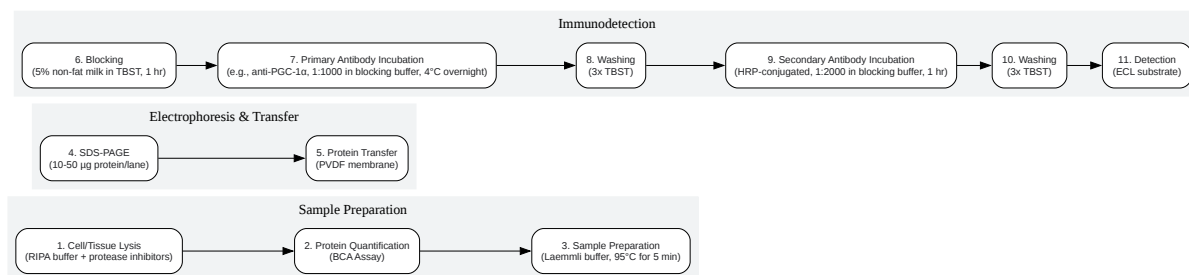 Immunodetection
6. Blocking
(5% non-fat milk in TBST, 1 hr)
7. Primary Antibody Incubation
(e.g., anti-PGC-1α, 1:1000 in blocking buffer, 4°C overnight)
8. Washing
(3x TBST)
9. Secondary Antibody Incubation
(HRP-conjugated, 1:2000 in blocking buffer, 1 hr)
10. Washing
(3x TBST)
11. Detection
(ECL substrate)
Electrophoresis & Transfer
4. SDS-PAGE
(10-50 µg protein/lane)
5. Protein Transfer
(PVDF membrane)
Sample Preparation
1. Cell/Tissue Lysis
(RIPA buffer + protease inhibitors)
2. Protein Quantification
(BCA Assay)
3. Sample Preparation
(Laemmli buffer, 95°C for 5 min)